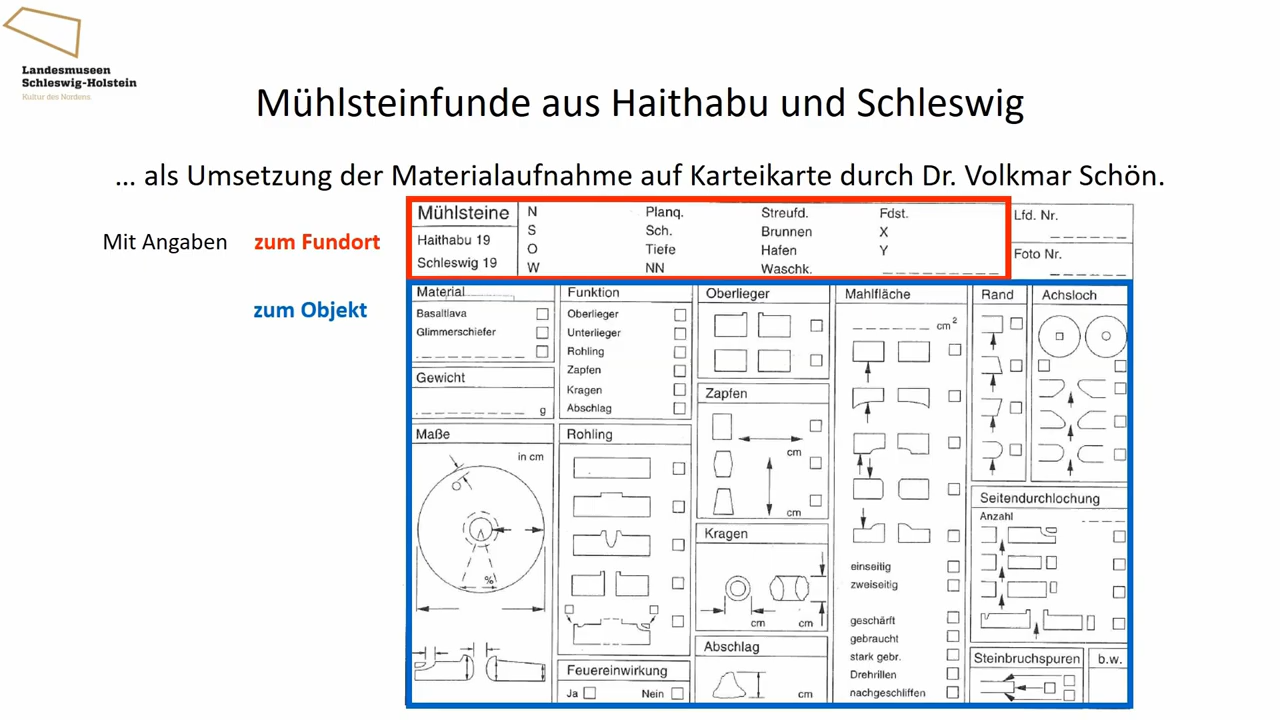 Landesmuseen
Schleswig-Holstein
Kultur des Nordens.
Mühlsteinfunde aus Haithabu und Schleswig
... als Umsetzung der Materialaufnahme auf Karteikarte durch Dr. Volkmar Schön.
Mit Angaben zum Fundort
zum Objekt
Mühlsteine
Haithabu 19
Schleswig 19
N Planq. Streufd. Fdst.
S Sch. Brunnen X
O Tiefe Hafen Y
W NN Waschk.
Lfd. Nr.
Foto Nr.
Material
Basaltlava
Glimmerschiefer
Gewicht
g
Maße
in cm
%
Funktion
Oberlieger
Unterlieger
Rohling
Zapfen
Kragen
Abschlag
Rohling
Feuereinwirkung
Ja Nein
Oberlieger
Zapfen
cm
cm
Kragen
cm cm
Abschlag
cm
Mahlfläche
cm²
einseitig
zweiseitig
geschärft
gebraucht
stark gebr.
Drehrillen
nachgeschliffen
Rand
Achsloch
Seitendurchlochung
Anzahl
Steinbruchspuren
b.w.